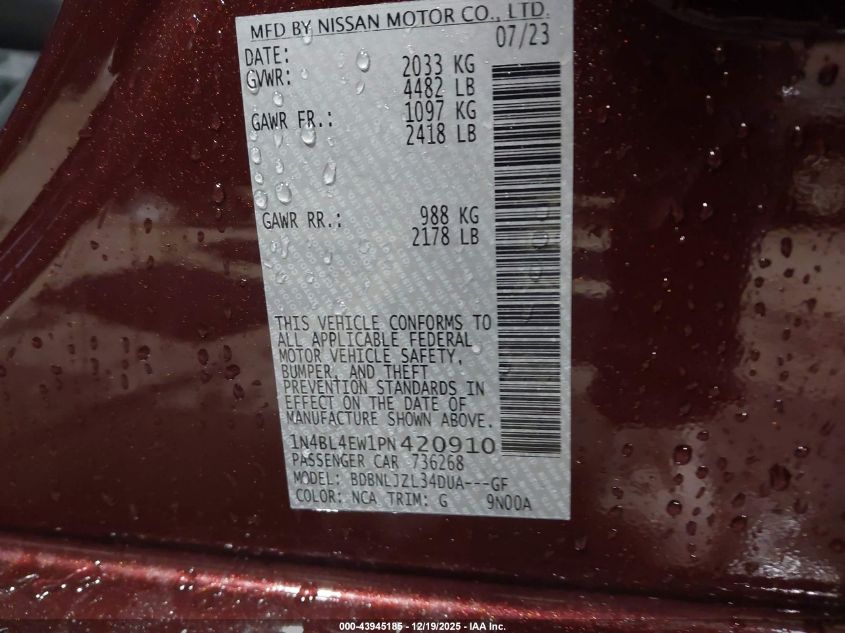 MFD BY NISSAN MOTOR CO., LTD.
DATE: 07/23
GVWR: 2033 KG
4482 LB
GAWR FR.: 1097 KG
2418 LB
GAWR RR.: 988 KG
2178 LB
THIS VEHICLE CONFORMS TO
ALL APPLICABLE FEDERAL
MOTOR VEHICLE SAFETY,
BUMPER, AND THEFT
PREVENTION STANDARDS IN
EFFECT ON THE DATE OF
MANUFACTURE SHOWN ABOVE.
1N4BL4EW1PN420910
PASSENGER CAR 736268
MODEL: BDBNLJZL34DUA---GF
COLOR: NCA TRIM: G 9N00A
000-43945185 - 12/19/2025 - IAA Inc.